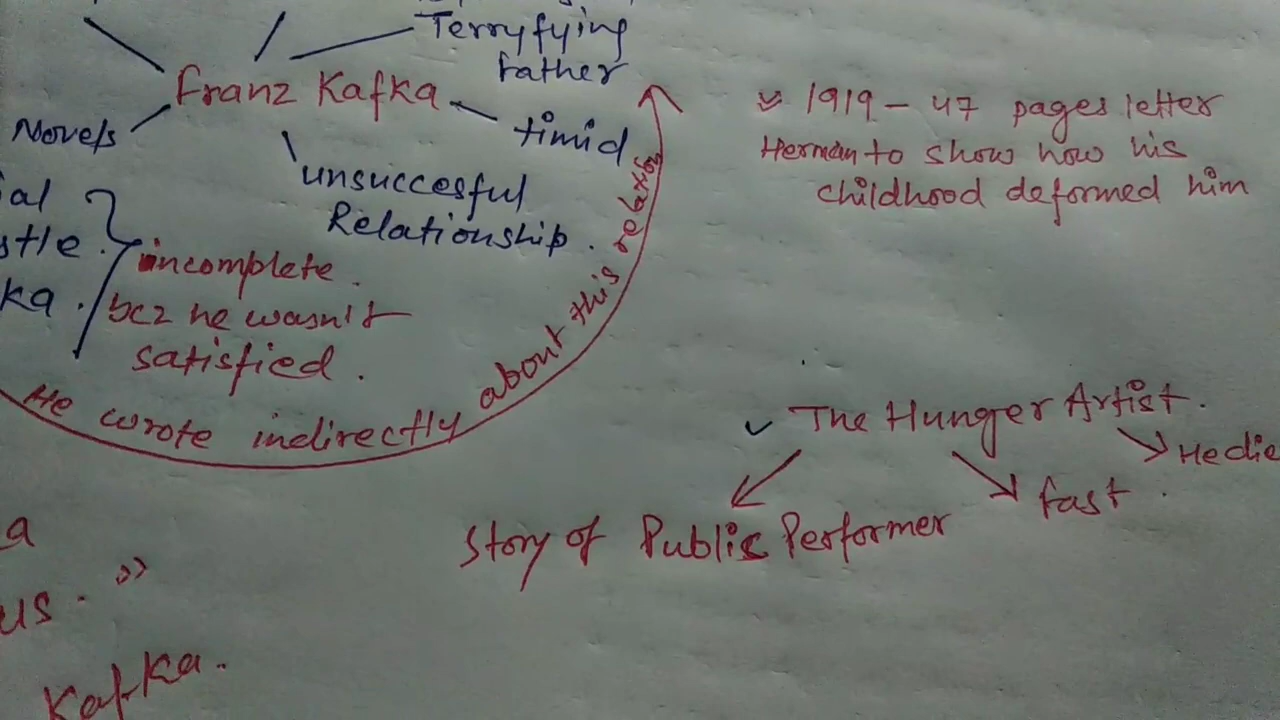 Terryfying
father
Franz Kafka
Novels
timid
unsuccesful
Relationship.
ial
stle.
ka.
incomplete.
bcz he wasn't
satisfied.
He wrote indirectly about this relation
1919 - 47 pages letter
Herman to show how his
childhood deformed him
The Hunger Artist.
Hedie
fast.
Story of Public Performer
a
us. "
Kafka.